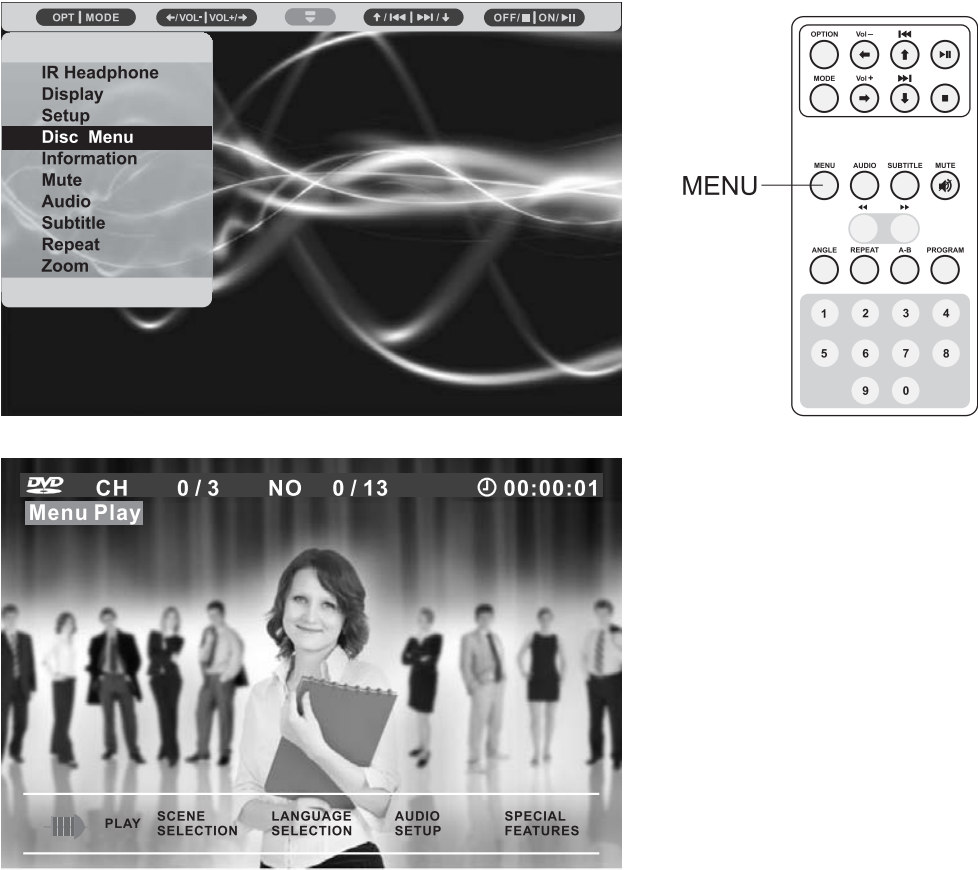 OPT | MODE
←/VOL- | VOL+/→
↑ / ⏮ | ⏭ / ↓
OFF/■ | ON/▶II
IR Headphone
Display
Setup
Disc Menu
Information
Mute
Audio
Subtitle
Repeat
Zoom
OPTION Vol− ⏮
MODE Vol+ ⏭
MENU
MENU AUDIO SUBTITLE MUTE
◀◀ ▶▶
ANGLE REPEAT A-B PROGRAM
1 2 3 4
5 6 7 8
9 0
DVD CH 0 / 3 NO 0 / 13 00:00:01
Menu Play
PLAY
SCENE
SELECTION
LANGUAGE
SELECTION
AUDIO
SETUP
SPECIAL
FEATURES